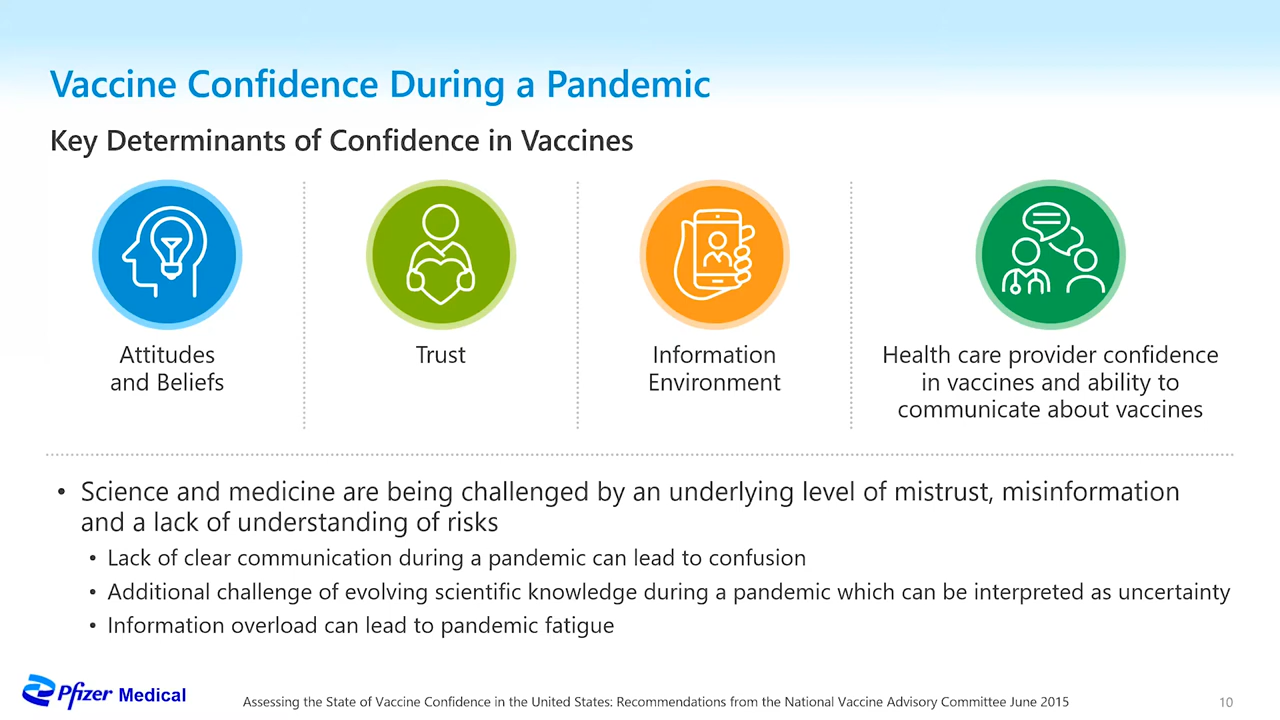 Vaccine Confidence During a Pandemic
Key Determinants of Confidence in Vaccines
Attitudes
and Beliefs
Trust
Information
Environment
Health care provider confidence
in vaccines and ability to
communicate about vaccines
• Science and medicine are being challenged by an underlying level of mistrust, misinformation
and a lack of understanding of risks
• Lack of clear communication during a pandemic can lead to confusion
• Additional challenge of evolving scientific knowledge during a pandemic which can be interpreted as uncertainty
• Information overload can lead to pandemic fatigue
Pfizer Medical
Assessing the State of Vaccine Confidence in the United States: Recommendations from the National Vaccine Advisory Committee June 2015
10